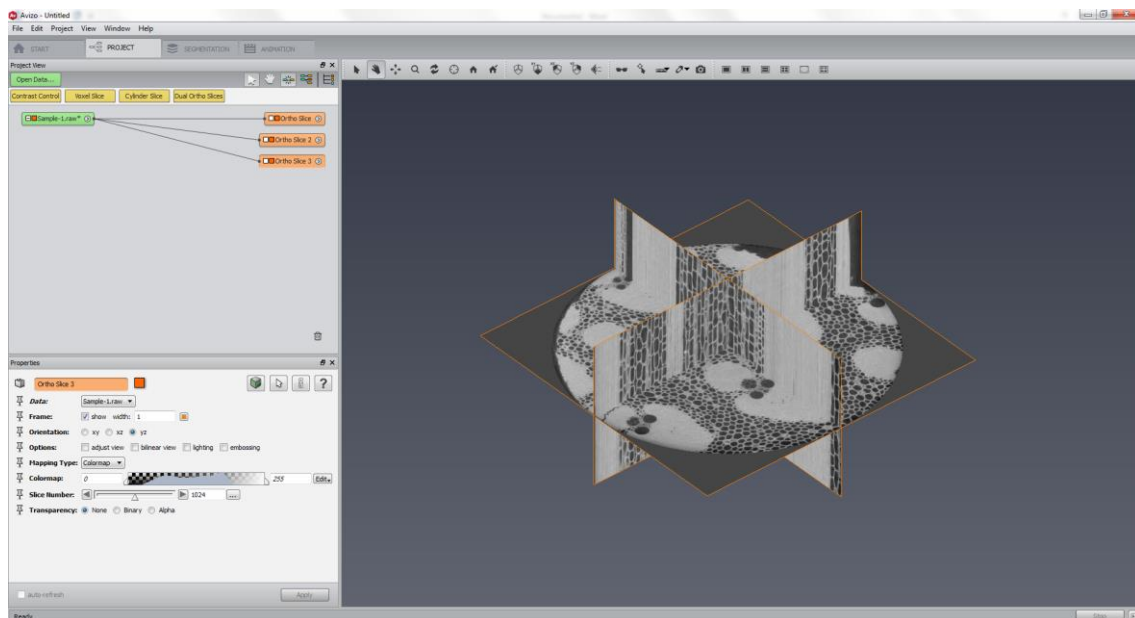 Avizo - Untitled
File Edit Project View Window Help
START PROJECT SEGMENTATION ANIMATION
Project View
Open Data...
Contrast Control Voxel Slice Cylinder Slice Dual Ortho Slices
Sample-1.raw* Ortho Slice
Ortho Slice 2
Ortho Slice 3
Properties
Ortho Slice 3 ?
Data: Sample-1.raw
Frame: show width: 1
Orientation: xy xz yz
Options: adjust view bilinear view lighting embossing
Mapping Type: Colormap
Colormap: 0 255 Edit
Slice Number: 1024 ...
Transparency: None Binary Alpha
auto-refresh Apply
Ready Stop